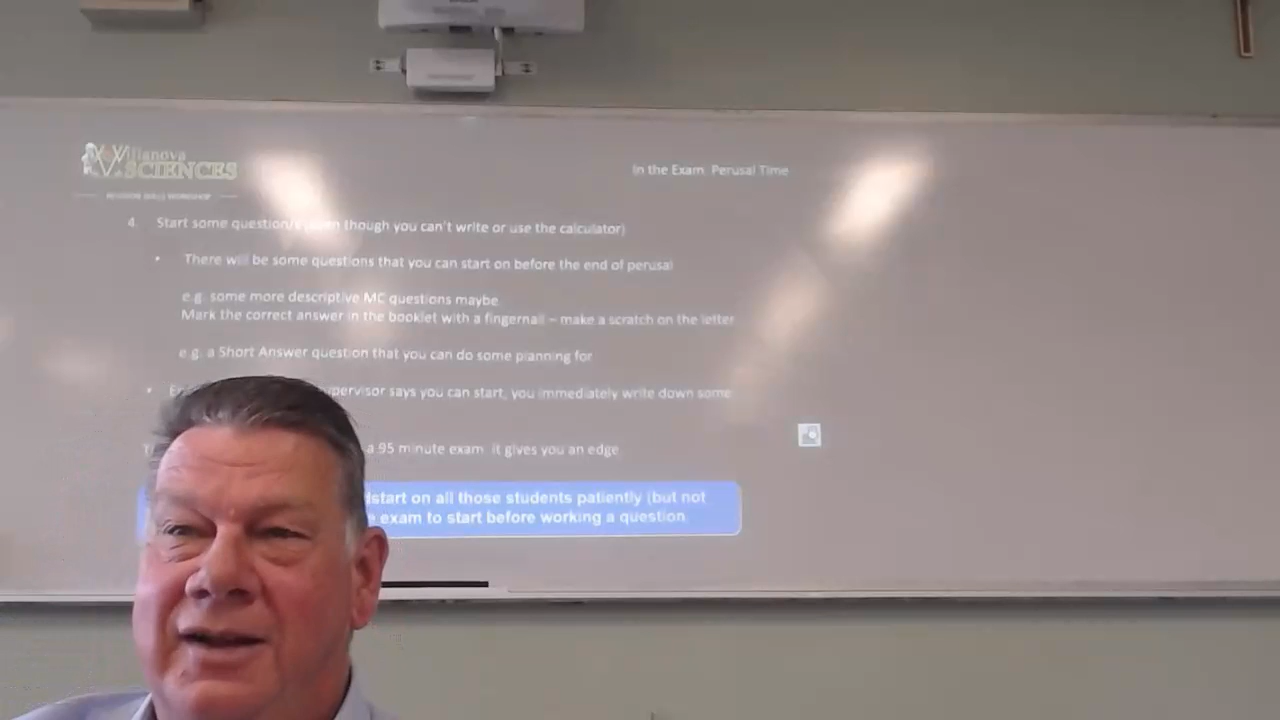 Villanova
SCIENCES
REVISION SKILLS WORKSHOP
In the Exam: Perusal Time
4. Start some question though you can't write or use the calculator)
• There will be some questions that you can start on before the end of perusal
e.g. some more descriptive MC questions maybe
Mark the correct answer in the booklet with a fingernail – make a scratch on the letter
e.g. a Short Answer question that you can do some planning for
• says you can start, you immediately write down some
a 95 minute exam it gives you an edge
on all those students patiently (but not
exam to start before working a question